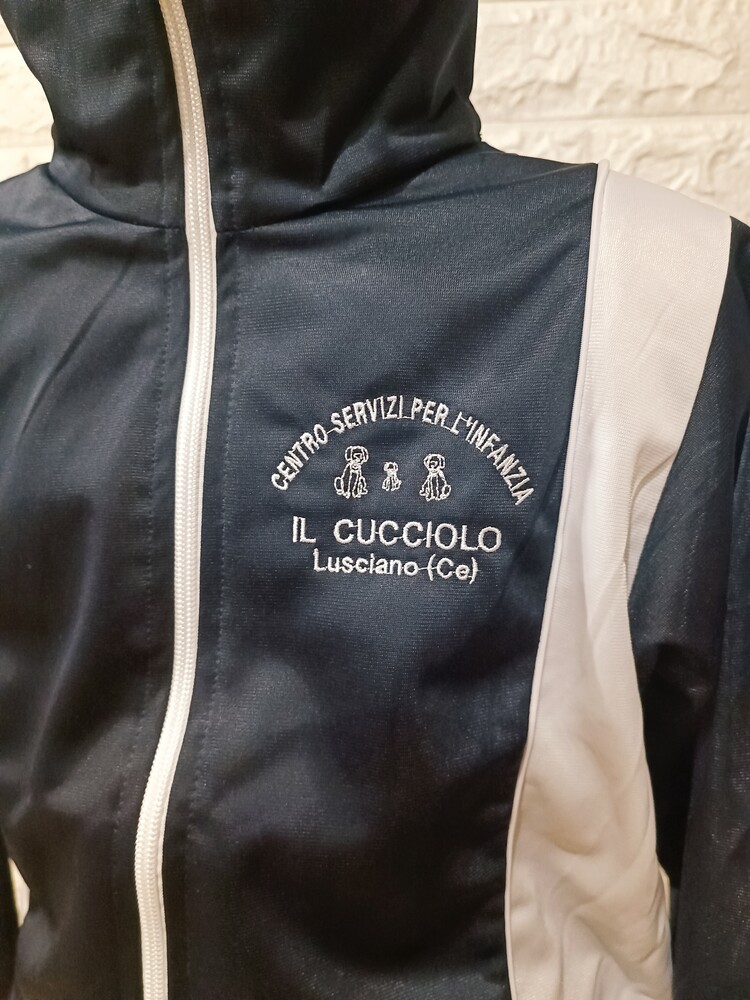 CENTRO SERVIZI PER L'INFANZIA
IL CUCCIOLO
Lusciano (Ce)